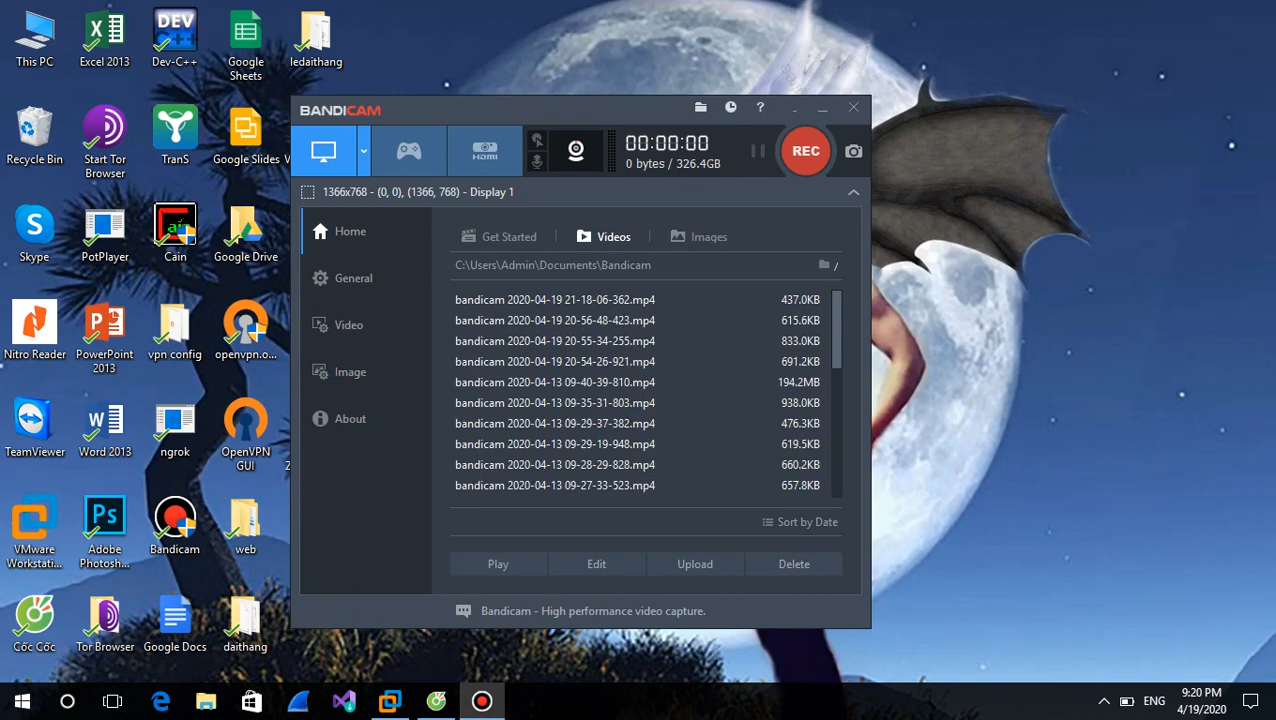 This PC
Excel 2013
Dev-C++
Google
Sheets
ledaithang
Recycle Bin
Start Tor
Browser
TranS
Google Slides
Skype
PotPlayer
Cain
Google Drive
Nitro Reader
PowerPoint
2013
vpn config
openvpn.o...
TeamViewer
Word 2013
ngrok
OpenVPN
GUI
VMware
Workstati...
Adobe
Photosh...
Bandicam
web
Cốc Cốc
Tor Browser
Google Docs
daithang
DEV
Ps
BANDICAM
?
HDMI
00:00:00
0 bytes / 326.4GB
REC
1366x768 - (0, 0), (1366, 768) - Display 1
Home
General
Video
Image
About
Get Started
Videos
Images
C:\Users\Admin\Documents\Bandicam
/
bandicam 2020-04-19 21-18-06-362.mp4 437.0KB
bandicam 2020-04-19 20-56-48-423.mp4 615.6KB
bandicam 2020-04-19 20-55-34-255.mp4 833.0KB
bandicam 2020-04-19 20-54-26-921.mp4 691.2KB
bandicam 2020-04-13 09-40-39-810.mp4 194.2MB
bandicam 2020-04-13 09-35-31-803.mp4 938.0KB
bandicam 2020-04-13 09-29-37-382.mp4 476.3KB
bandicam 2020-04-13 09-29-19-948.mp4 619.5KB
bandicam 2020-04-13 09-28-29-828.mp4 660.2KB
bandicam 2020-04-13 09-27-33-523.mp4 657.8KB
Sort by Date
Play Edit Upload Delete
Bandicam - High performance video capture.
ENG
9:20 PM
4/19/2020